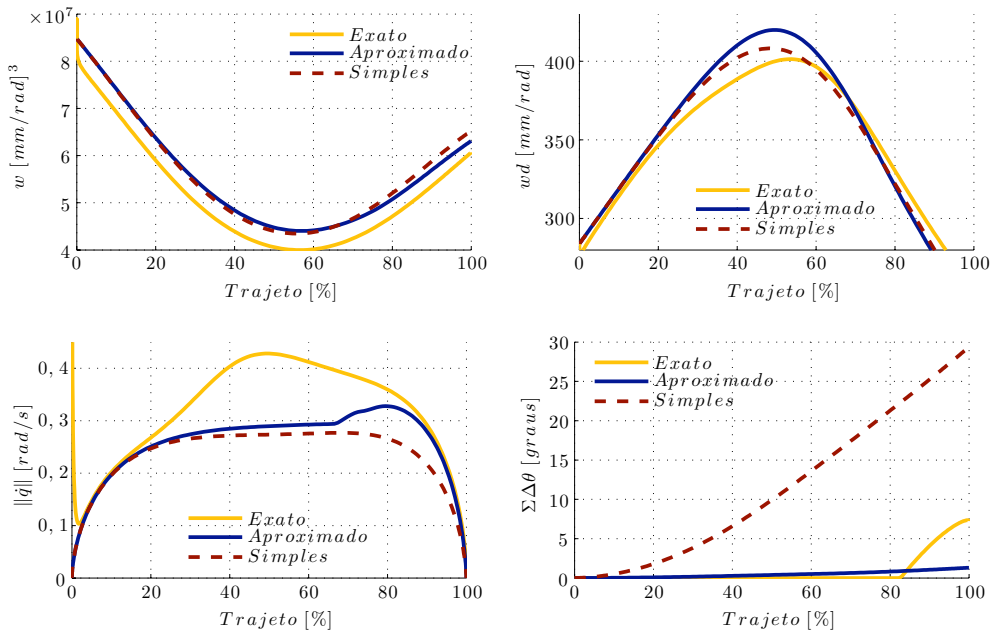 ×10⁷
9
8
7
6
5
4
w [mm/rad]³
0 20 40 60 80 100
Trajeto [%]
Exato
Aproximado
Simples
400
300
wd [mm/rad]
0 20 40 60 80 100
Trajeto [%]
Exato
Aproximado
Simples
0, 4
0, 3
0, 2
0, 1
0
||q̇|| [rad/s]
0 20 40 60 80 100
Trajeto [%]
Exato
Aproximado
Simples
30
25
20
15
10
5
0
ΣΔθ [graus]
0 20 40 60 80 100
Trajeto [%]
Exato
Aproximado
Simples